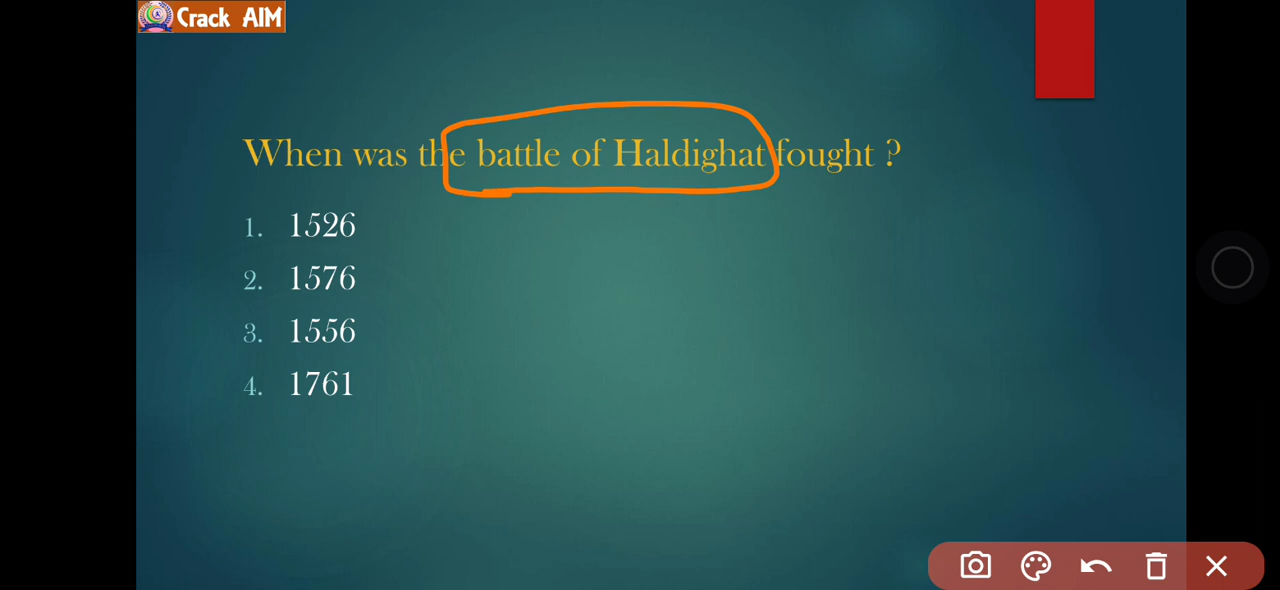 Crack AIM
When was the battle of Haldighat fought ?
1. 1526
2. 1576
3. 1556
4. 1761